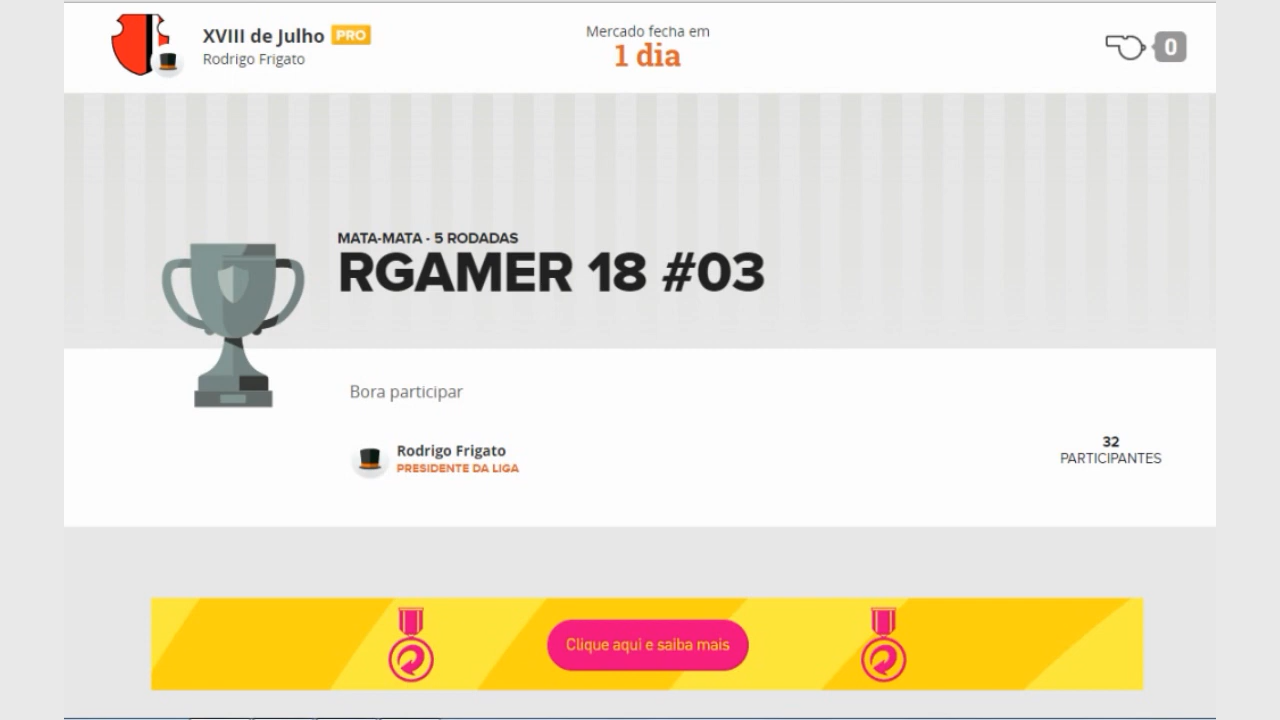 XVIII de Julho PRO
Rodrigo Frigato
Mercado fecha em
1 dia
0
MATA-MATA - 5 RODADAS
RGAMER 18 #03
Bora participar
Rodrigo Frigato
PRESIDENTE DA LIGA
32
PARTICIPANTES
Clique aqui e saiba mais